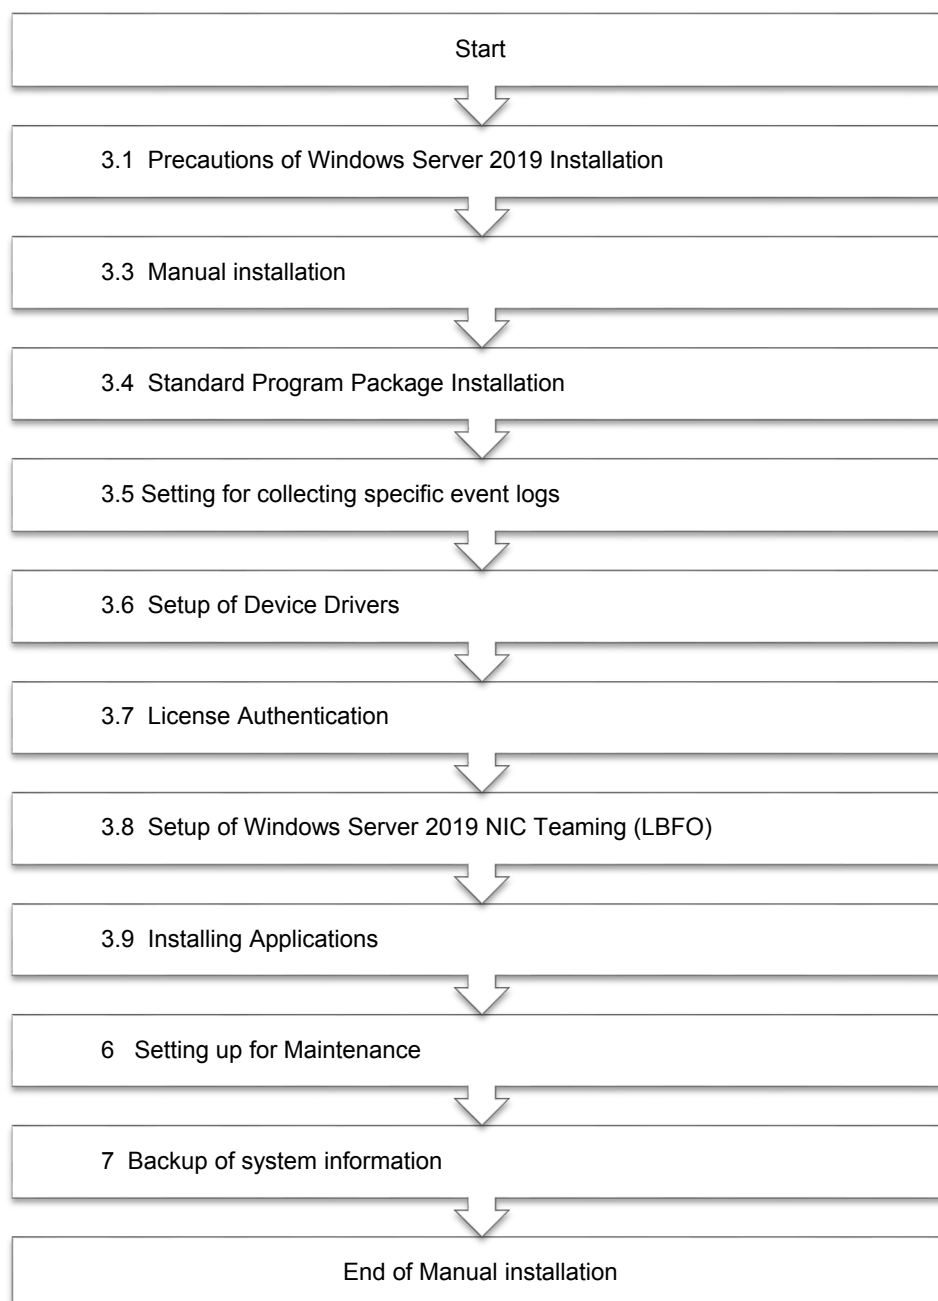 Start
3.1  Precautions of Windows Server 2019 Installation
3.3  Manual installation
3.4  Standard Program Package Installation
3.5 Setting for collecting specific event logs
3.6  Setup of Device Drivers
3.7  License Authentication
3.8  Setup of Windows Server 2019 NIC Teaming (LBFO)
3.9  Installing Applications
6   Setting up for Maintenance
7  Backup of system information
End of Manual installation